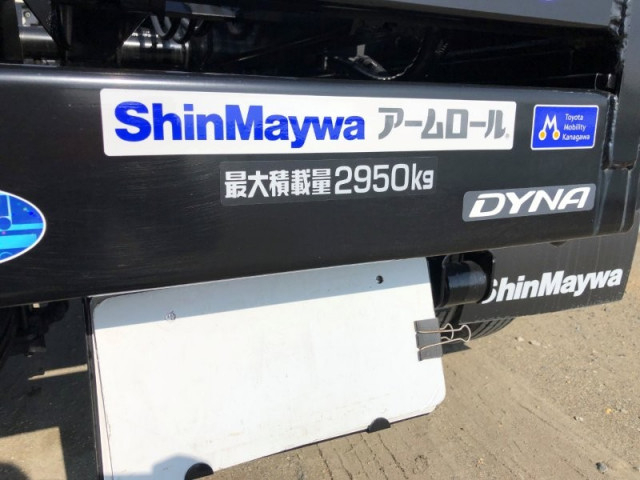 ShinMaywa アームロール®
Toyota
Mobility
Kanagawa
最大積載量2950kg
DYNA
ShinMaywa